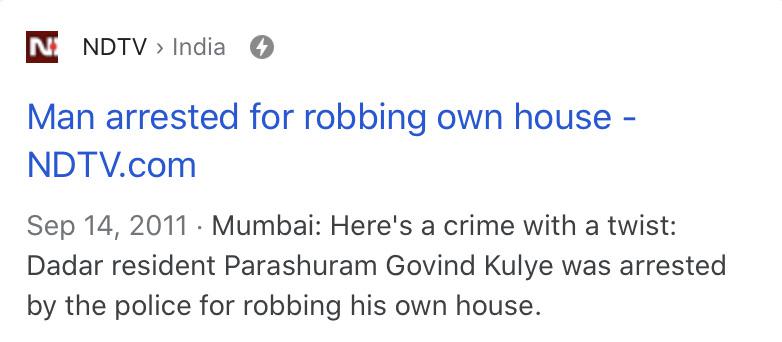 NDTV › India
Man arrested for robbing own house -
NDTV.com
Sep 14, 2011 · Mumbai: Here's a crime with a twist:
Dadar resident Parashuram Govind Kulye was arrested
by the police for robbing his own house.